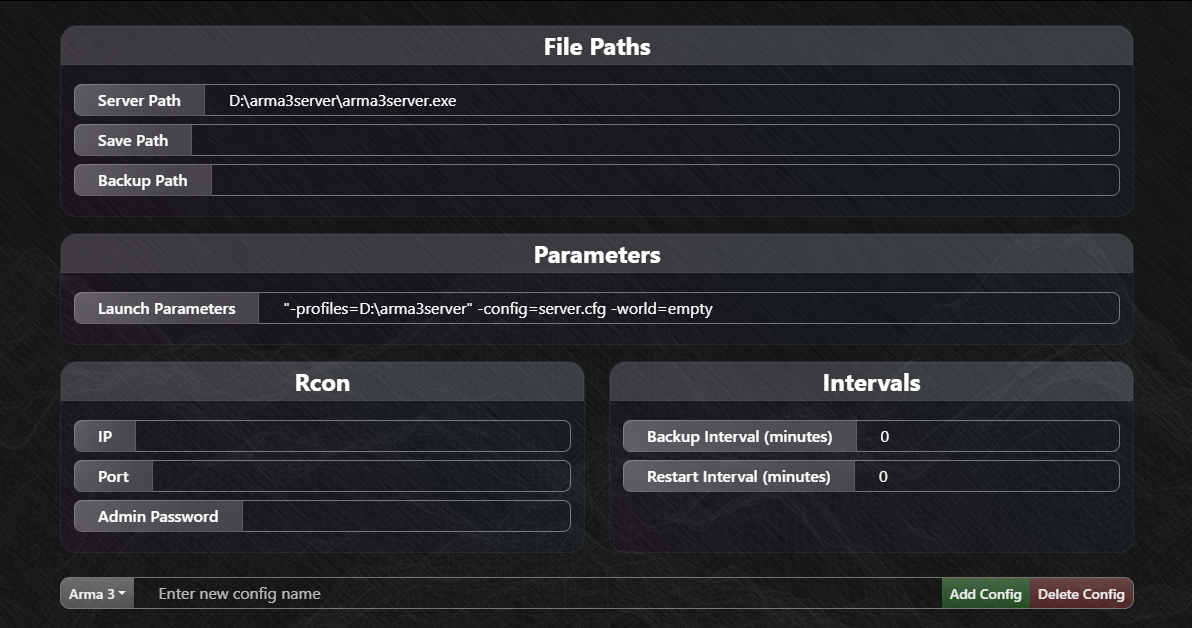 File Paths
Server Path D:\arma3server\arma3server.exe
Save Path
Backup Path
Parameters
Launch Parameters "-profiles=D:\arma3server" -config=server.cfg -world=empty
Rcon
IP
Port
Admin Password
Intervals
Backup Interval (minutes) 0
Restart Interval (minutes) 0
Arma 3 Enter new config name Add Config Delete Config